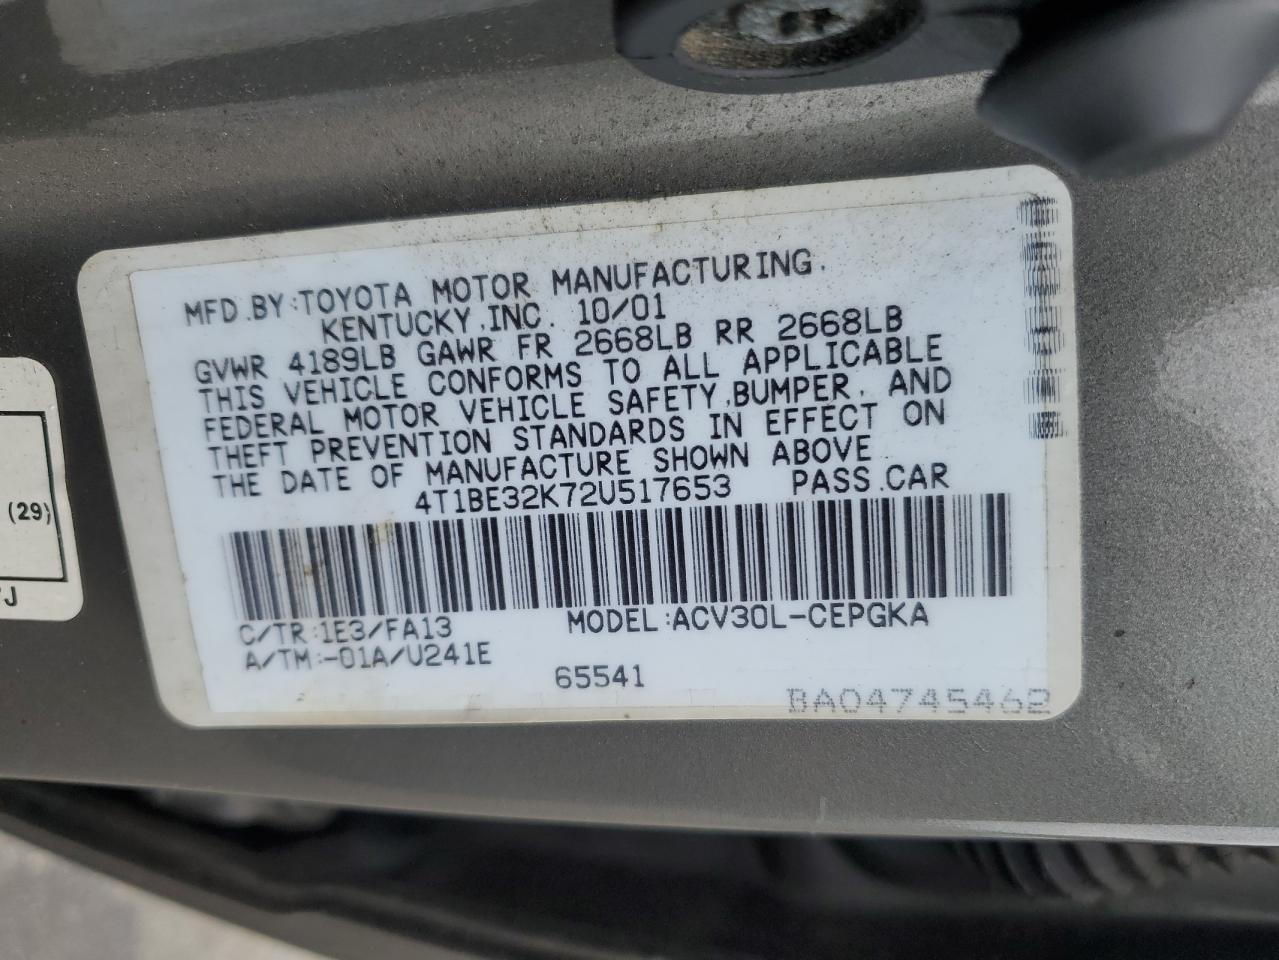 MFD.BY:TOYOTA MOTOR MANUFACTURING.
KENTUCKY,INC. 10/01
GVWR 4189LB GAWR FR 2668LB RR 2668LB
THIS VEHICLE CONFORMS TO ALL APPLICABLE
FEDERAL MOTOR VEHICLE SAFETY,BUMPER, AND
THEFT PREVENTION STANDARDS IN EFFECT ON
THE DATE OF MANUFACTURE SHOWN ABOVE
4T1BE32K72U517653 PASS.CAR
C/TR:1E3/FA13 MODEL:ACV30L-CEPGKA
A/TM:-01A/U241E
65541
BA04745462
(29)